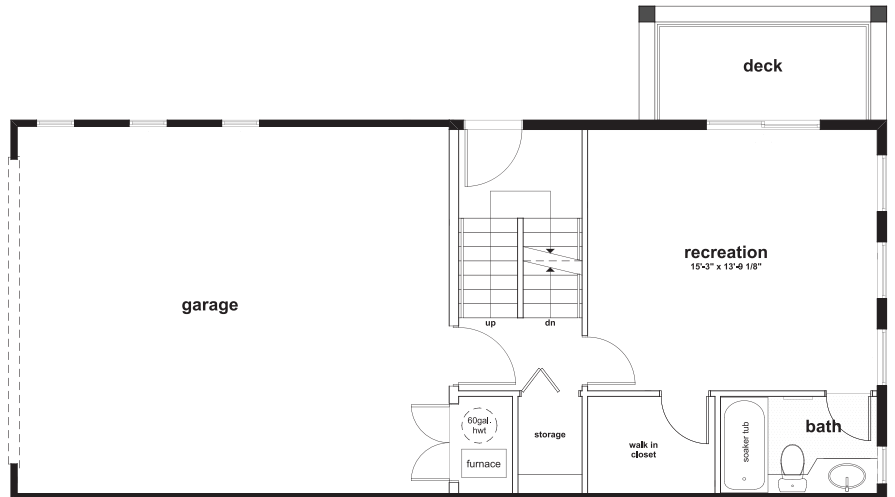 deck
recreation
15'-3" x 13'-9 1/8"
garage
up
dn
60gal.
hwt
furnace
storage
walk in
closet
soaker tub
bath